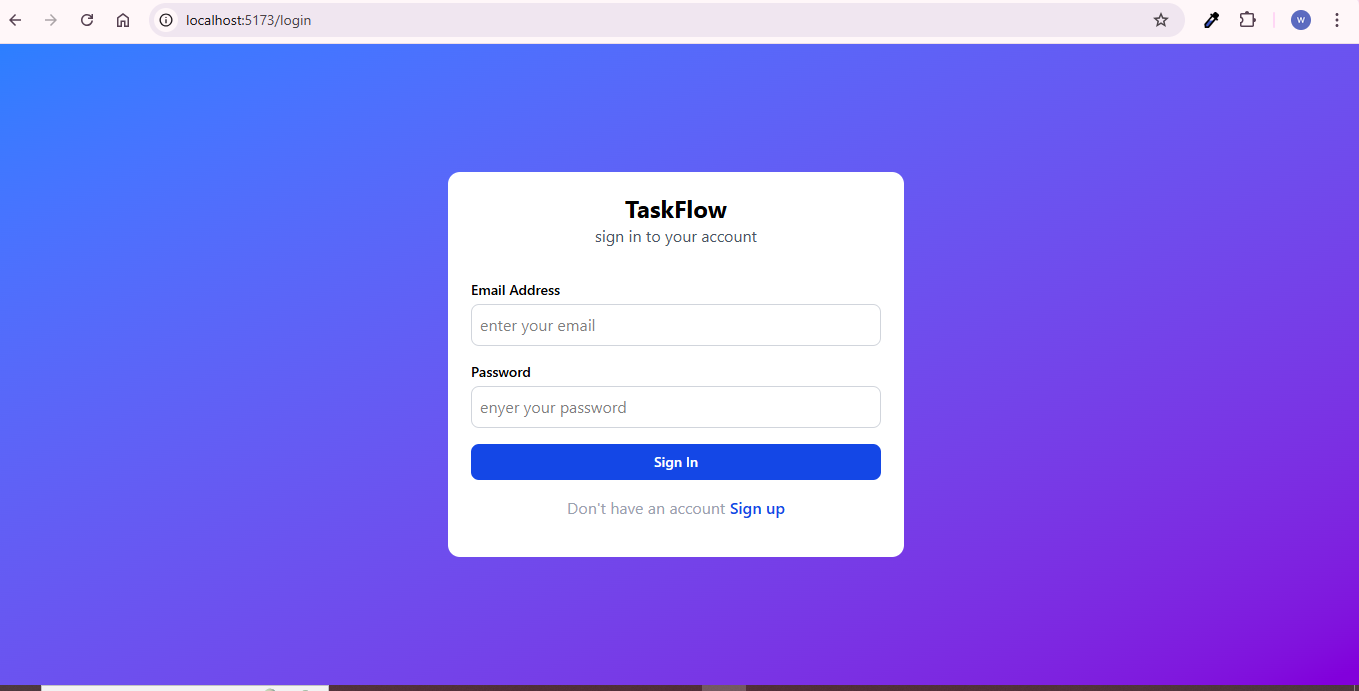 localhost:5173/login
W
TaskFlow
sign in to your account
Email Address
enter your email
Password
enyer your password
Sign In
Don't have an account Sign up